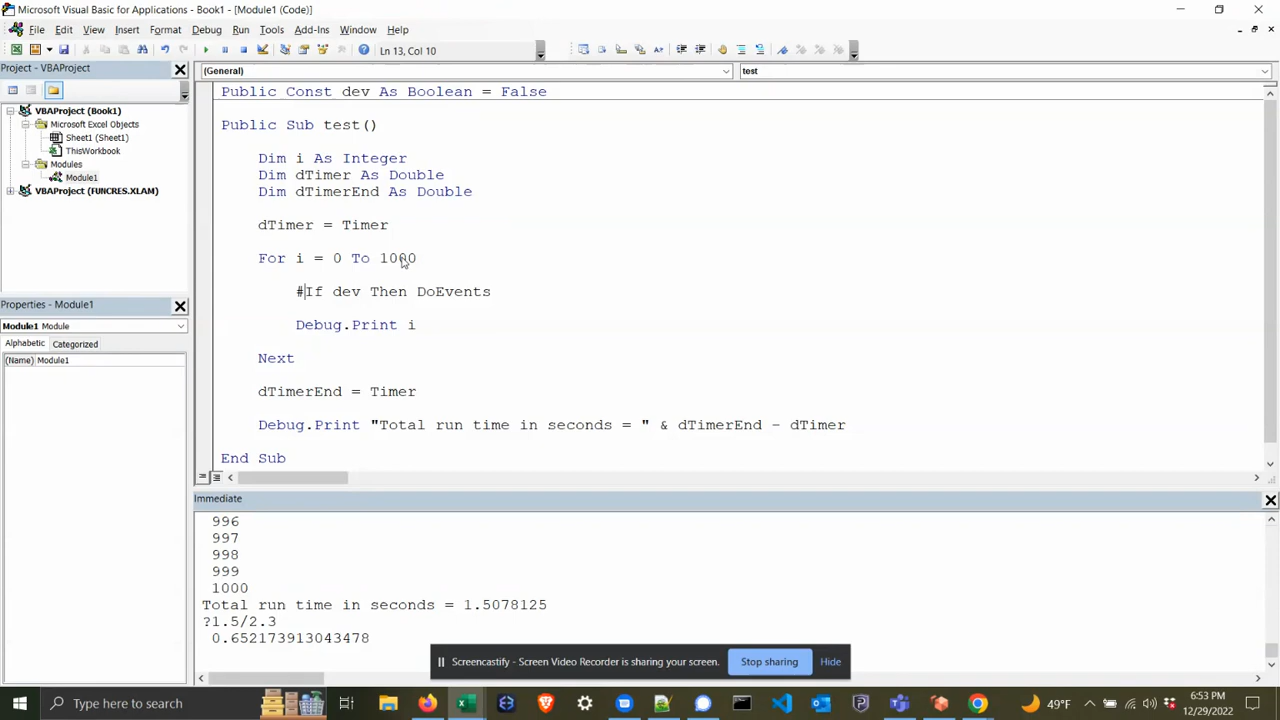 Microsoft Visual Basic for Applications - Book1 - [Module1 (Code)]
File Edit View Insert Format Debug Run Tools Add-Ins Window Help
Ln 13, Col 10
Project - VBAProject
VBAProject (Book1)
Microsoft Excel Objects
Sheet1 (Sheet1)
ThisWorkbook
Modules
Module1
VBAProject (FUNCRES.XLAM)
Properties - Module1
Module1 Module
Alphabetic Categorized
(Name) Module1
(General) test
Public Const dev As Boolean = False
Public Sub test()
Dim i As Integer
Dim dTimer As Double
Dim dTimerEnd As Double
dTimer = Timer
For i = 0 To 1000
#If dev Then DoEvents
Debug.Print i
Next
dTimerEnd = Timer
Debug.Print "Total run time in seconds = " & dTimerEnd - dTimer
End Sub
Immediate
996
997
998
999
1000
Total run time in seconds = 1.5078125
?1.5/2.3
0.652173913043478
Screencastify - Screen Video Recorder is sharing your screen. Stop sharing Hide
Type here to search
49°F
6:53 PM
12/29/2022